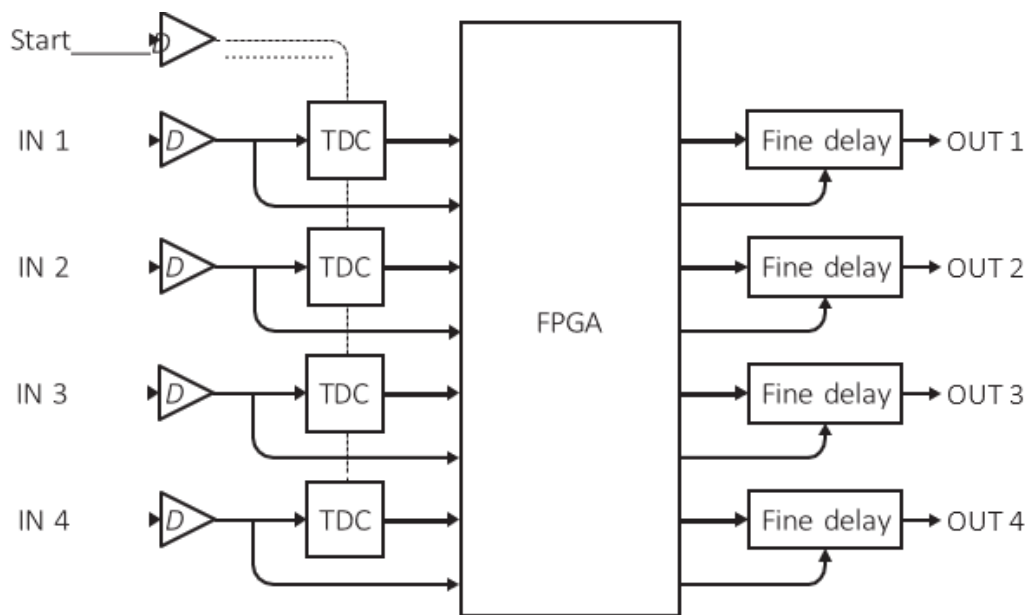 Start______D
IN 1 D TDC Fine delay OUT 1
IN 2 D TDC Fine delay OUT 2
FPGA
IN 3 D TDC Fine delay OUT 3
IN 4 D TDC Fine delay OUT 4